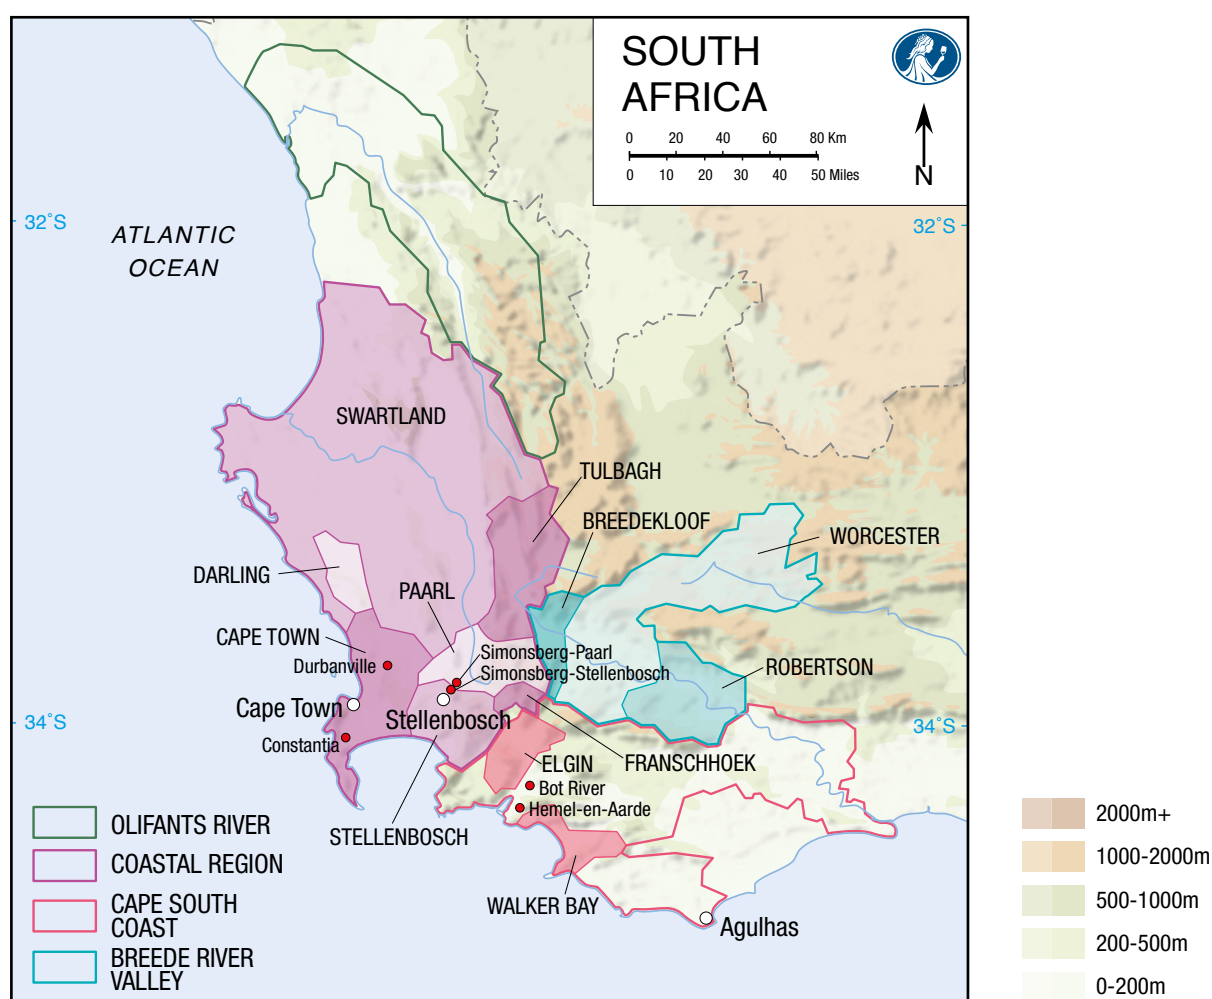 SOUTH
AFRICA
0 20 40 60 80 Km
0 10 20 30 40 50 Miles
N
32°S
32°S
ATLANTIC
OCEAN
SWARTLAND
TULBAGH
BREEDEKLOOF
WORCESTER
DARLING
PAARL
CAPE TOWN
Durbanville
Simonsberg-Paarl
Simonsberg-Stellenbosch
ROBERTSON
Cape Town
Stellenbosch
34°S
34°S
Constantia
ELGIN
FRANSCHHOEK
Bot River
Hemel-en-Aarde
STELLENBOSCH
WALKER BAY
Agulhas
OLIFANTS RIVER
COASTAL REGION
CAPE SOUTH
COAST
BREEDE RIVER
VALLEY
2000m+
1000-2000m
500-1000m
200-500m
0-200m